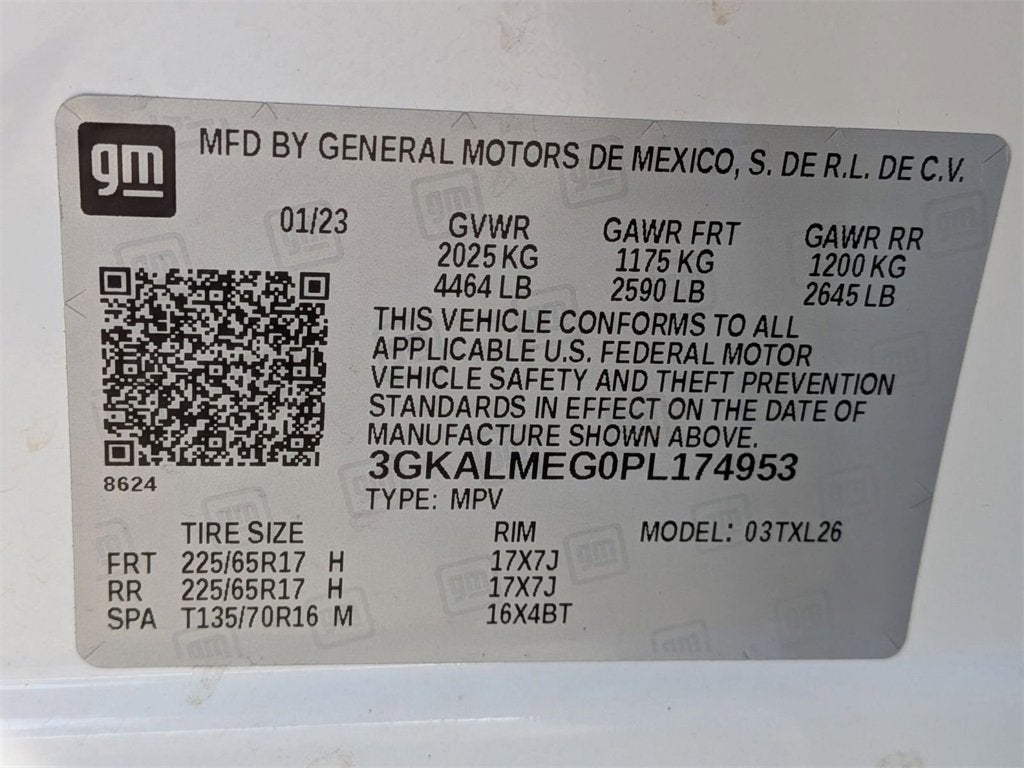 gm MFD BY GENERAL MOTORS DE MEXICO, S. DE R.L. DE C.V.
01/23 GVWR GAWR FRT GAWR RR
2025 KG 1175 KG 1200 KG
4464 LB 2590 LB 2645 LB
THIS VEHICLE CONFORMS TO ALL
APPLICABLE U.S. FEDERAL MOTOR
VEHICLE SAFETY AND THEFT PREVENTION
STANDARDS IN EFFECT ON THE DATE OF
MANUFACTURE SHOWN ABOVE.
3GKALMEG0PL174953
8624
TYPE: MPV
TIRE SIZE RIM MODEL: 03TXL26
FRT 225/65R17 H 17X7J
RR 225/65R17 H 17X7J
SPA T135/70R16 M 16X4BT